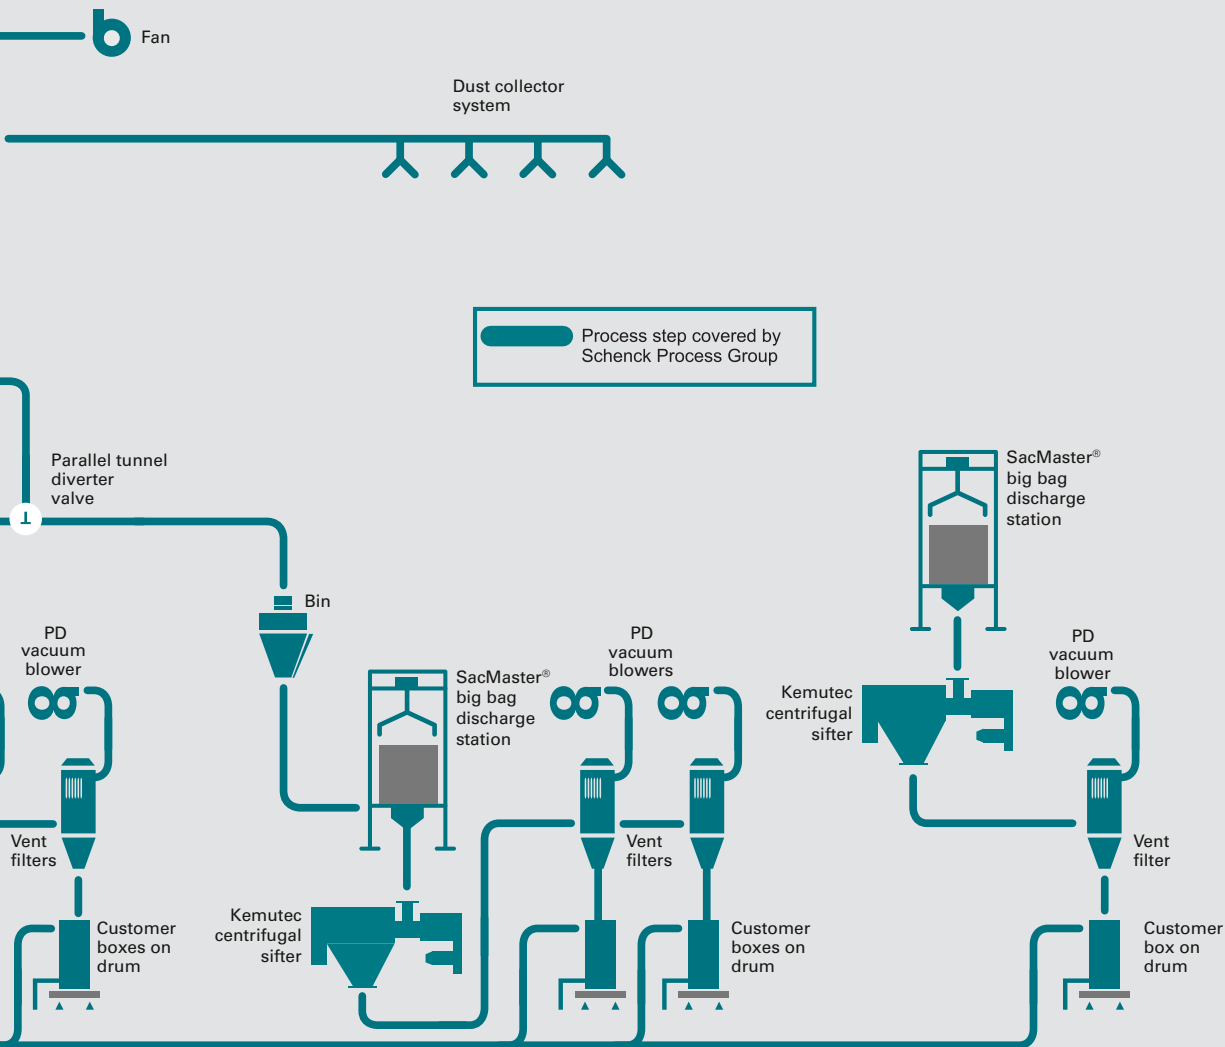 Fan
Dust collector
system
Process step covered by
Schenck Process Group
Parallel tunnel
diverter
valve
SacMaster®
big bag
discharge
station
Bin
PD
vacuum
blower
PD
vacuum
blowers
PD
vacuum
blower
SacMaster®
big bag
discharge
station
Kemutec
centrifugal
sifter
Vent
filters
Vent
filters
Vent
filter
Kemutec
centrifugal
sifter
Customer
boxes on
drum
Customer
boxes on
drum
Customer
box on
drum